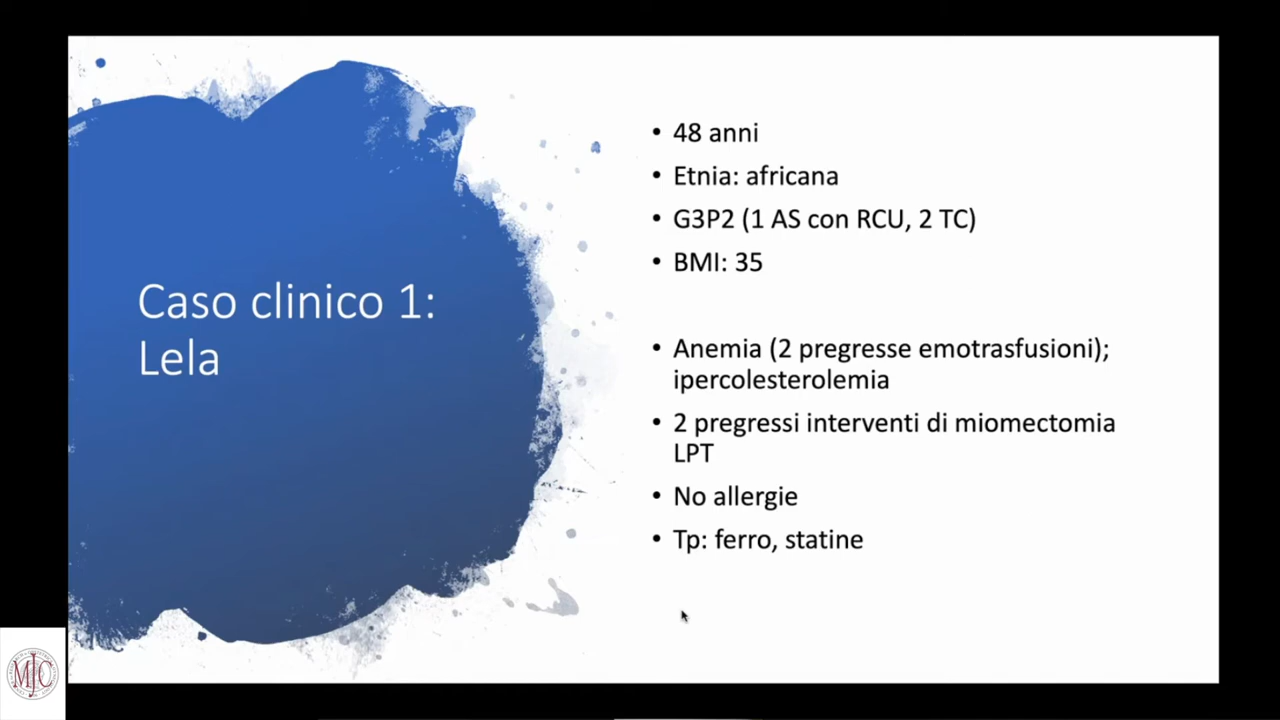 Caso clinico 1:
Lela
• 48 anni
• Etnia: africana
• G3P2 (1 AS con RCU, 2 TC)
• BMI: 35
• Anemia (2 pregresse emotrasfusioni);
ipercolesterolemia
• 2 pregressi interventi di miomectomia
LPT
• No allergie
• Tp: ferro, statine
MJC